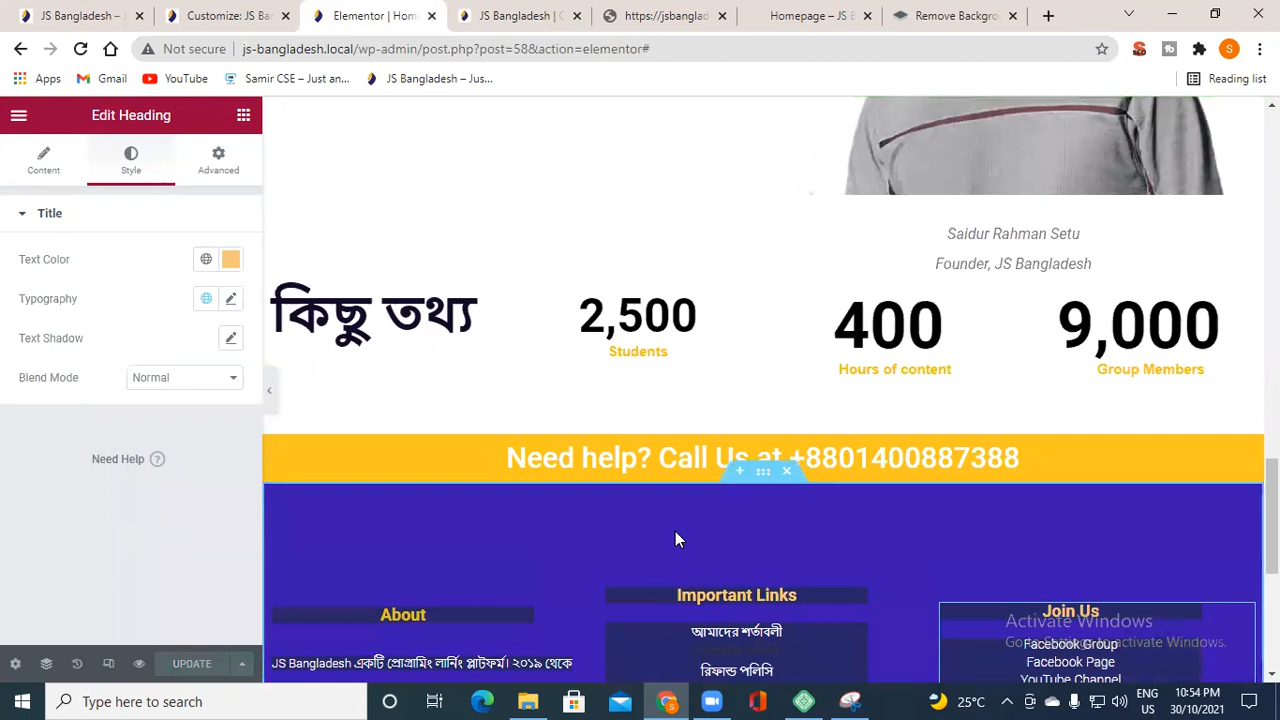 JS Bangladesh –
Customize: JS Ba
Elementor | Hom
JS Bangladesh | C
https://jsbanglad
Homepage – JS B
Remove Backgro
Not secure
js-bangladesh.local/wp-admin/post.php?post=58&action=elementor#
Apps
Gmail
YouTube
Samir CSE – Just an...
JS Bangladesh – Jus...
Reading list
Edit Heading
Content
Style
Advanced
Title
Text Color
Typography
Text Shadow
Blend Mode
Normal
Need Help
Saidur Rahman Setu
Founder, JS Bangladesh
কিছু তথ্য
2,500
Students
400
Hours of content
9,000
Group Members
Need help? Call Us at +8801400887388
About
JS Bangladesh একটি প্রোগ্রামিং লার্নিং প্লাটফর্ম। ২০১৯ থেকে
Important Links
আমাদের শর্তাবলী
রিফান্ড পলিসি
Join Us
Facebook Group
Facebook Page
YouTube Channel
Activate Windows
Go to Settings to activate Windows.
UPDATE
Type here to search
25°C
ENG
US
10:54 PM
30/10/2021